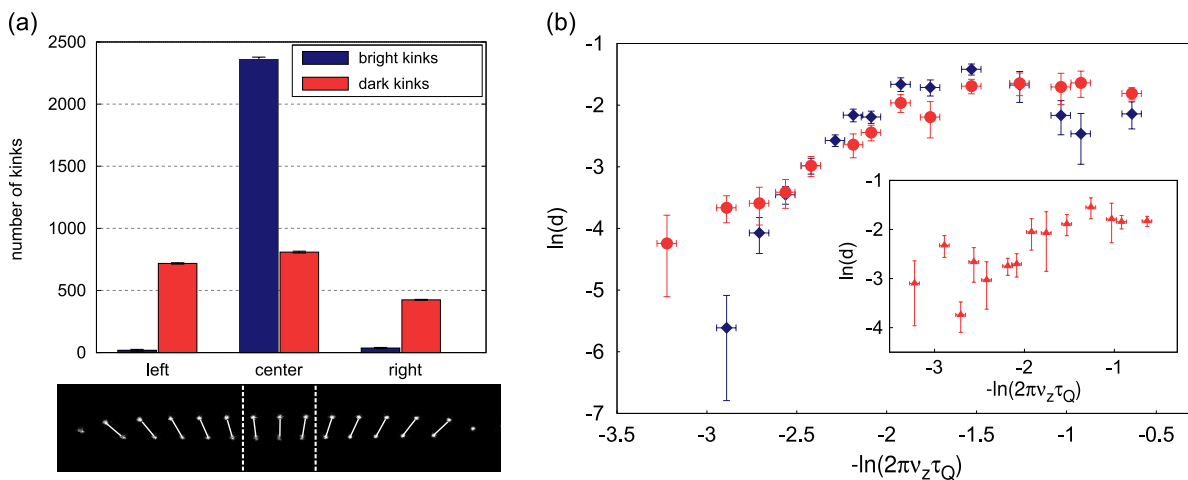 (a)
2500
2000
1500
1000
500
0
number of kinks
bright kinks
dark kinks
left
center
right
(b)
-1
-2
-3
-4
-5
-6
-7
ln(d)
-3.5
-3
-2.5
-2
-1.5
-1
-0.5
-ln(2πν_zτ_Q)
-1
-2
-3
-4
ln(d)
-3
-2
-1
-ln(2πν_zτ_Q)